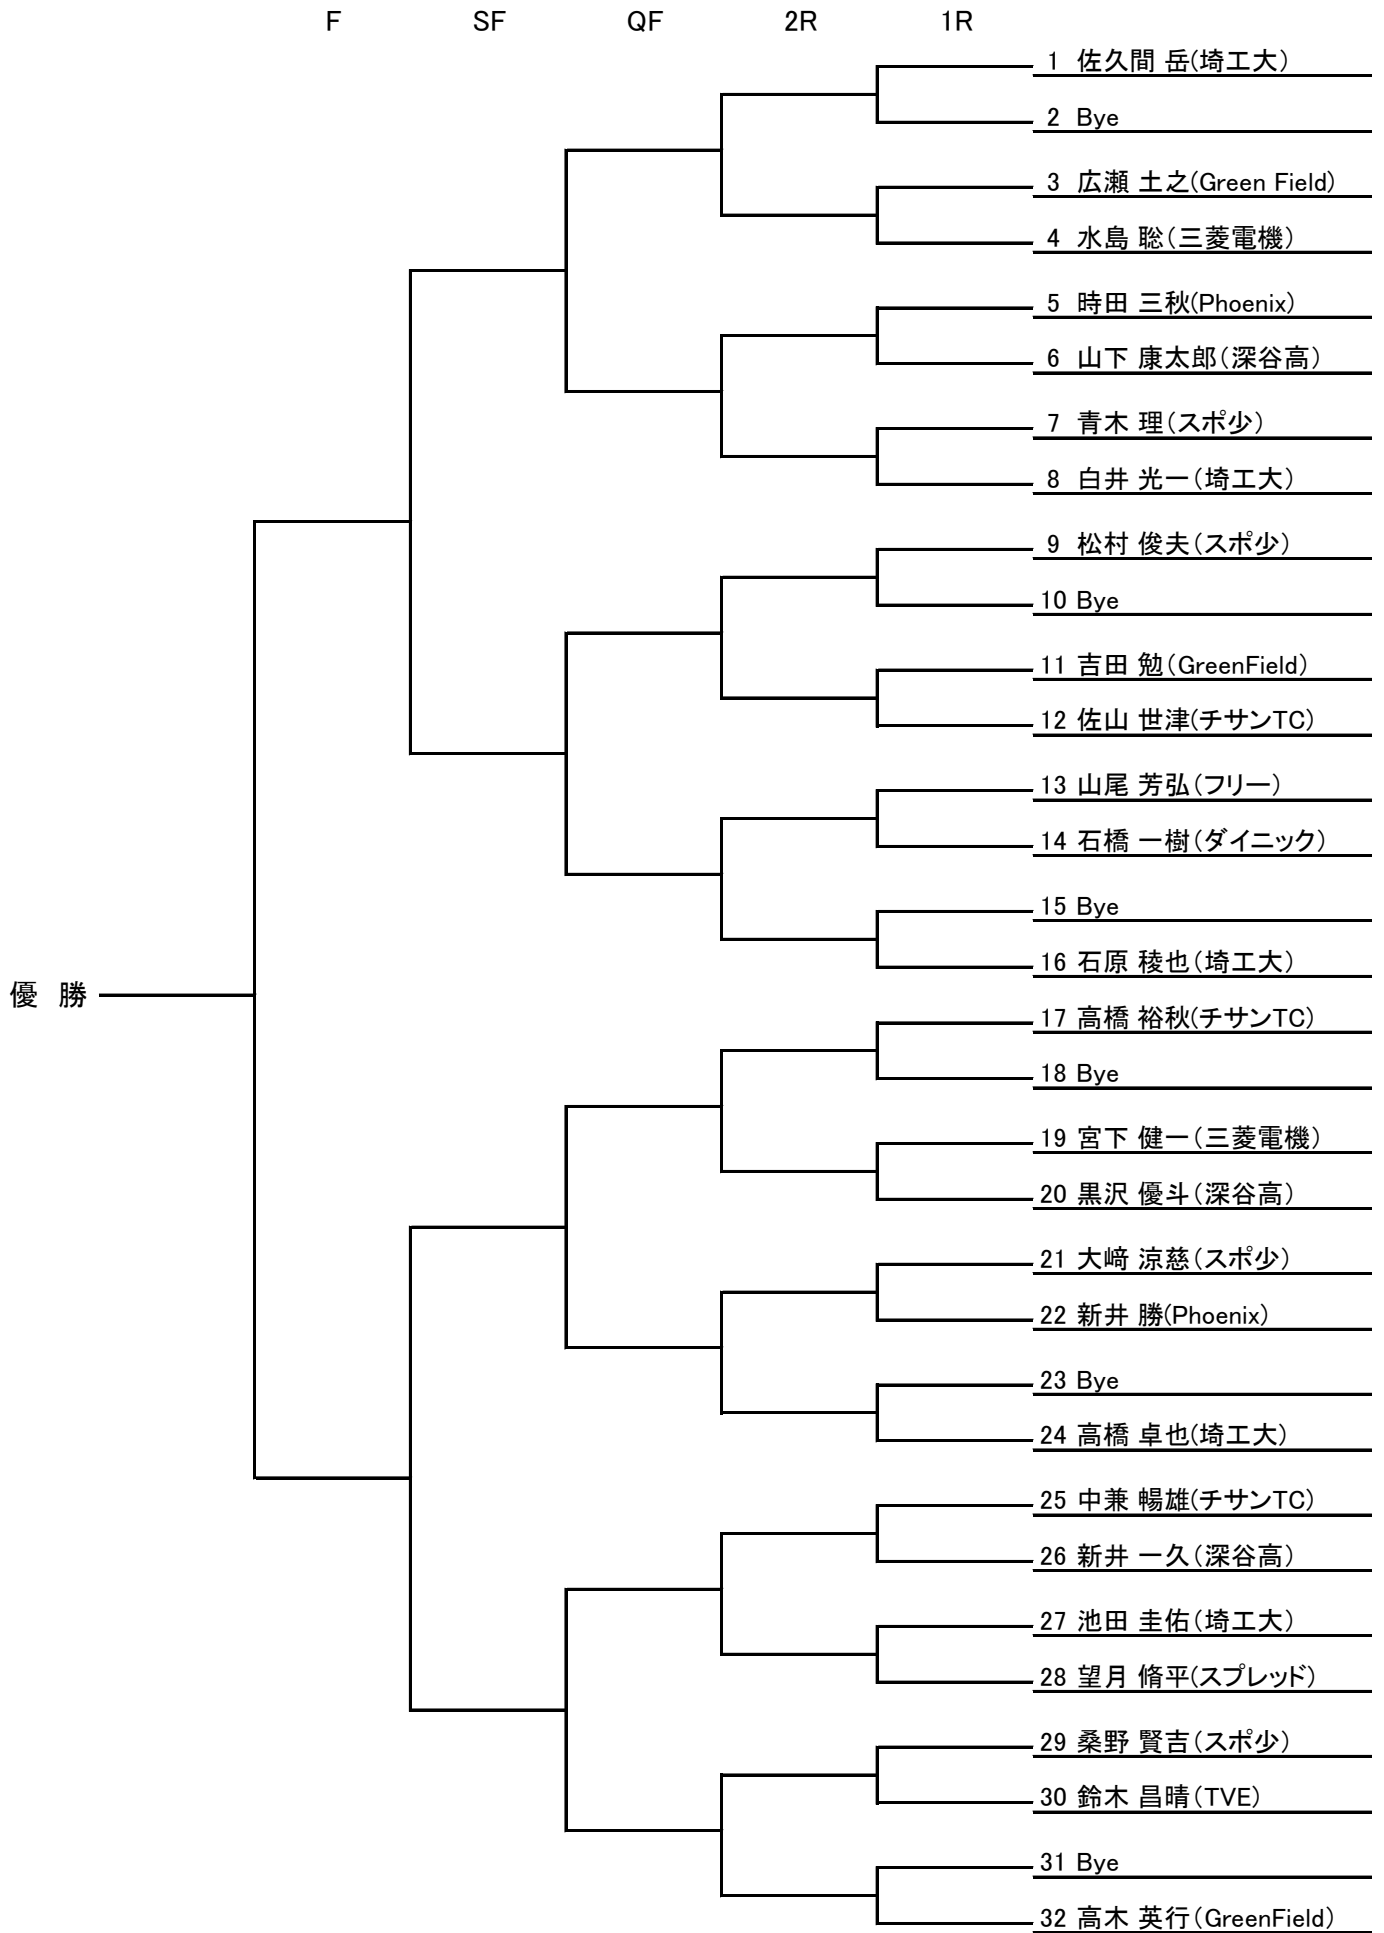 F SF QF 2R 1R
1 佐久間 岳(埼工大)
2 Bye
3 広瀬 土之(Green Field)
4 水島 聡(三菱電機)
5 時田 三秋(Phoenix)
6 山下 康太郎(深谷高)
7 青木 理(スポ少)
8 白井 光一(埼工大)
9 松村 俊夫(スポ少)
10 Bye
11 吉田 勉(GreenField)
12 佐山 世津(チサンTC)
13 山尾 芳弘(フリー)
14 石橋 一樹(ダイニック)
15 Bye
16 石原 稜也(埼工大)
優 勝
17 高橋 裕秋(チサンTC)
18 Bye
19 宮下 健一(三菱電機)
20 黒沢 優斗(深谷高)
21 大﨑 涼慈(スポ少)
22 新井 勝(Phoenix)
23 Bye
24 高橋 卓也(埼工大)
25 中兼 暢雄(チサンTC)
26 新井 一久(深谷高)
27 池田 圭佑(埼工大)
28 望月 脩平(スプレッド)
29 桑野 賢吉(スポ少)
30 鈴木 昌晴(TVE)
31 Bye
32 高木 英行(GreenField)